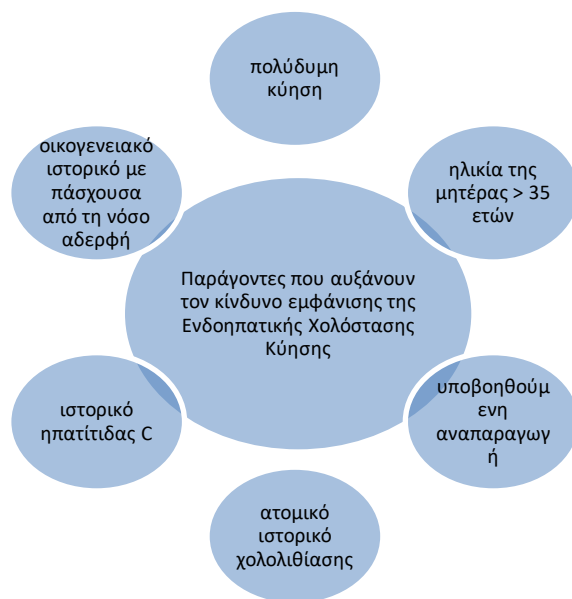 πολύδυμη
κύηση
οικογενειακό
ιστορικό με
πάσχουσα
από τη νόσο
αδερφή
ηλικία της
μητέρας > 35
ετών
Παράγοντες που αυξάνουν
τον κίνδυνο εμφάνισης της
Ενδοηπατικής Χολόστασης
Κύησης
ιστορικό
ηπατίτιδας C
υποβοηθούμ
ενη
αναπαραγωγ
ή
ατομικό
ιστορικό
χολολιθίασης